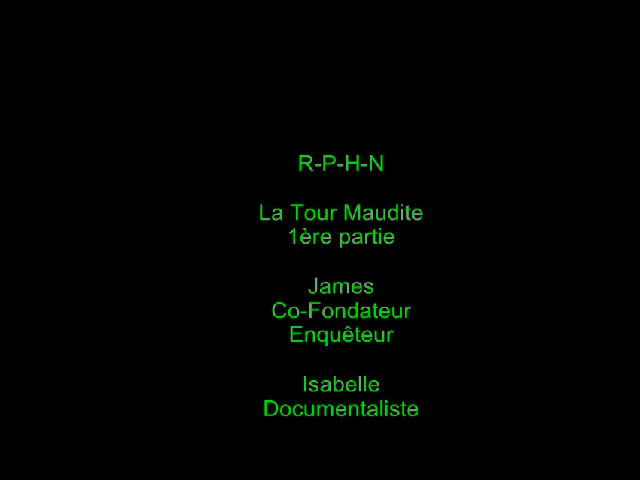 R-P-H-N
La Tour Maudite
1ère partie
James
Co-Fondateur
Enquêteur
Isabelle
Documentaliste